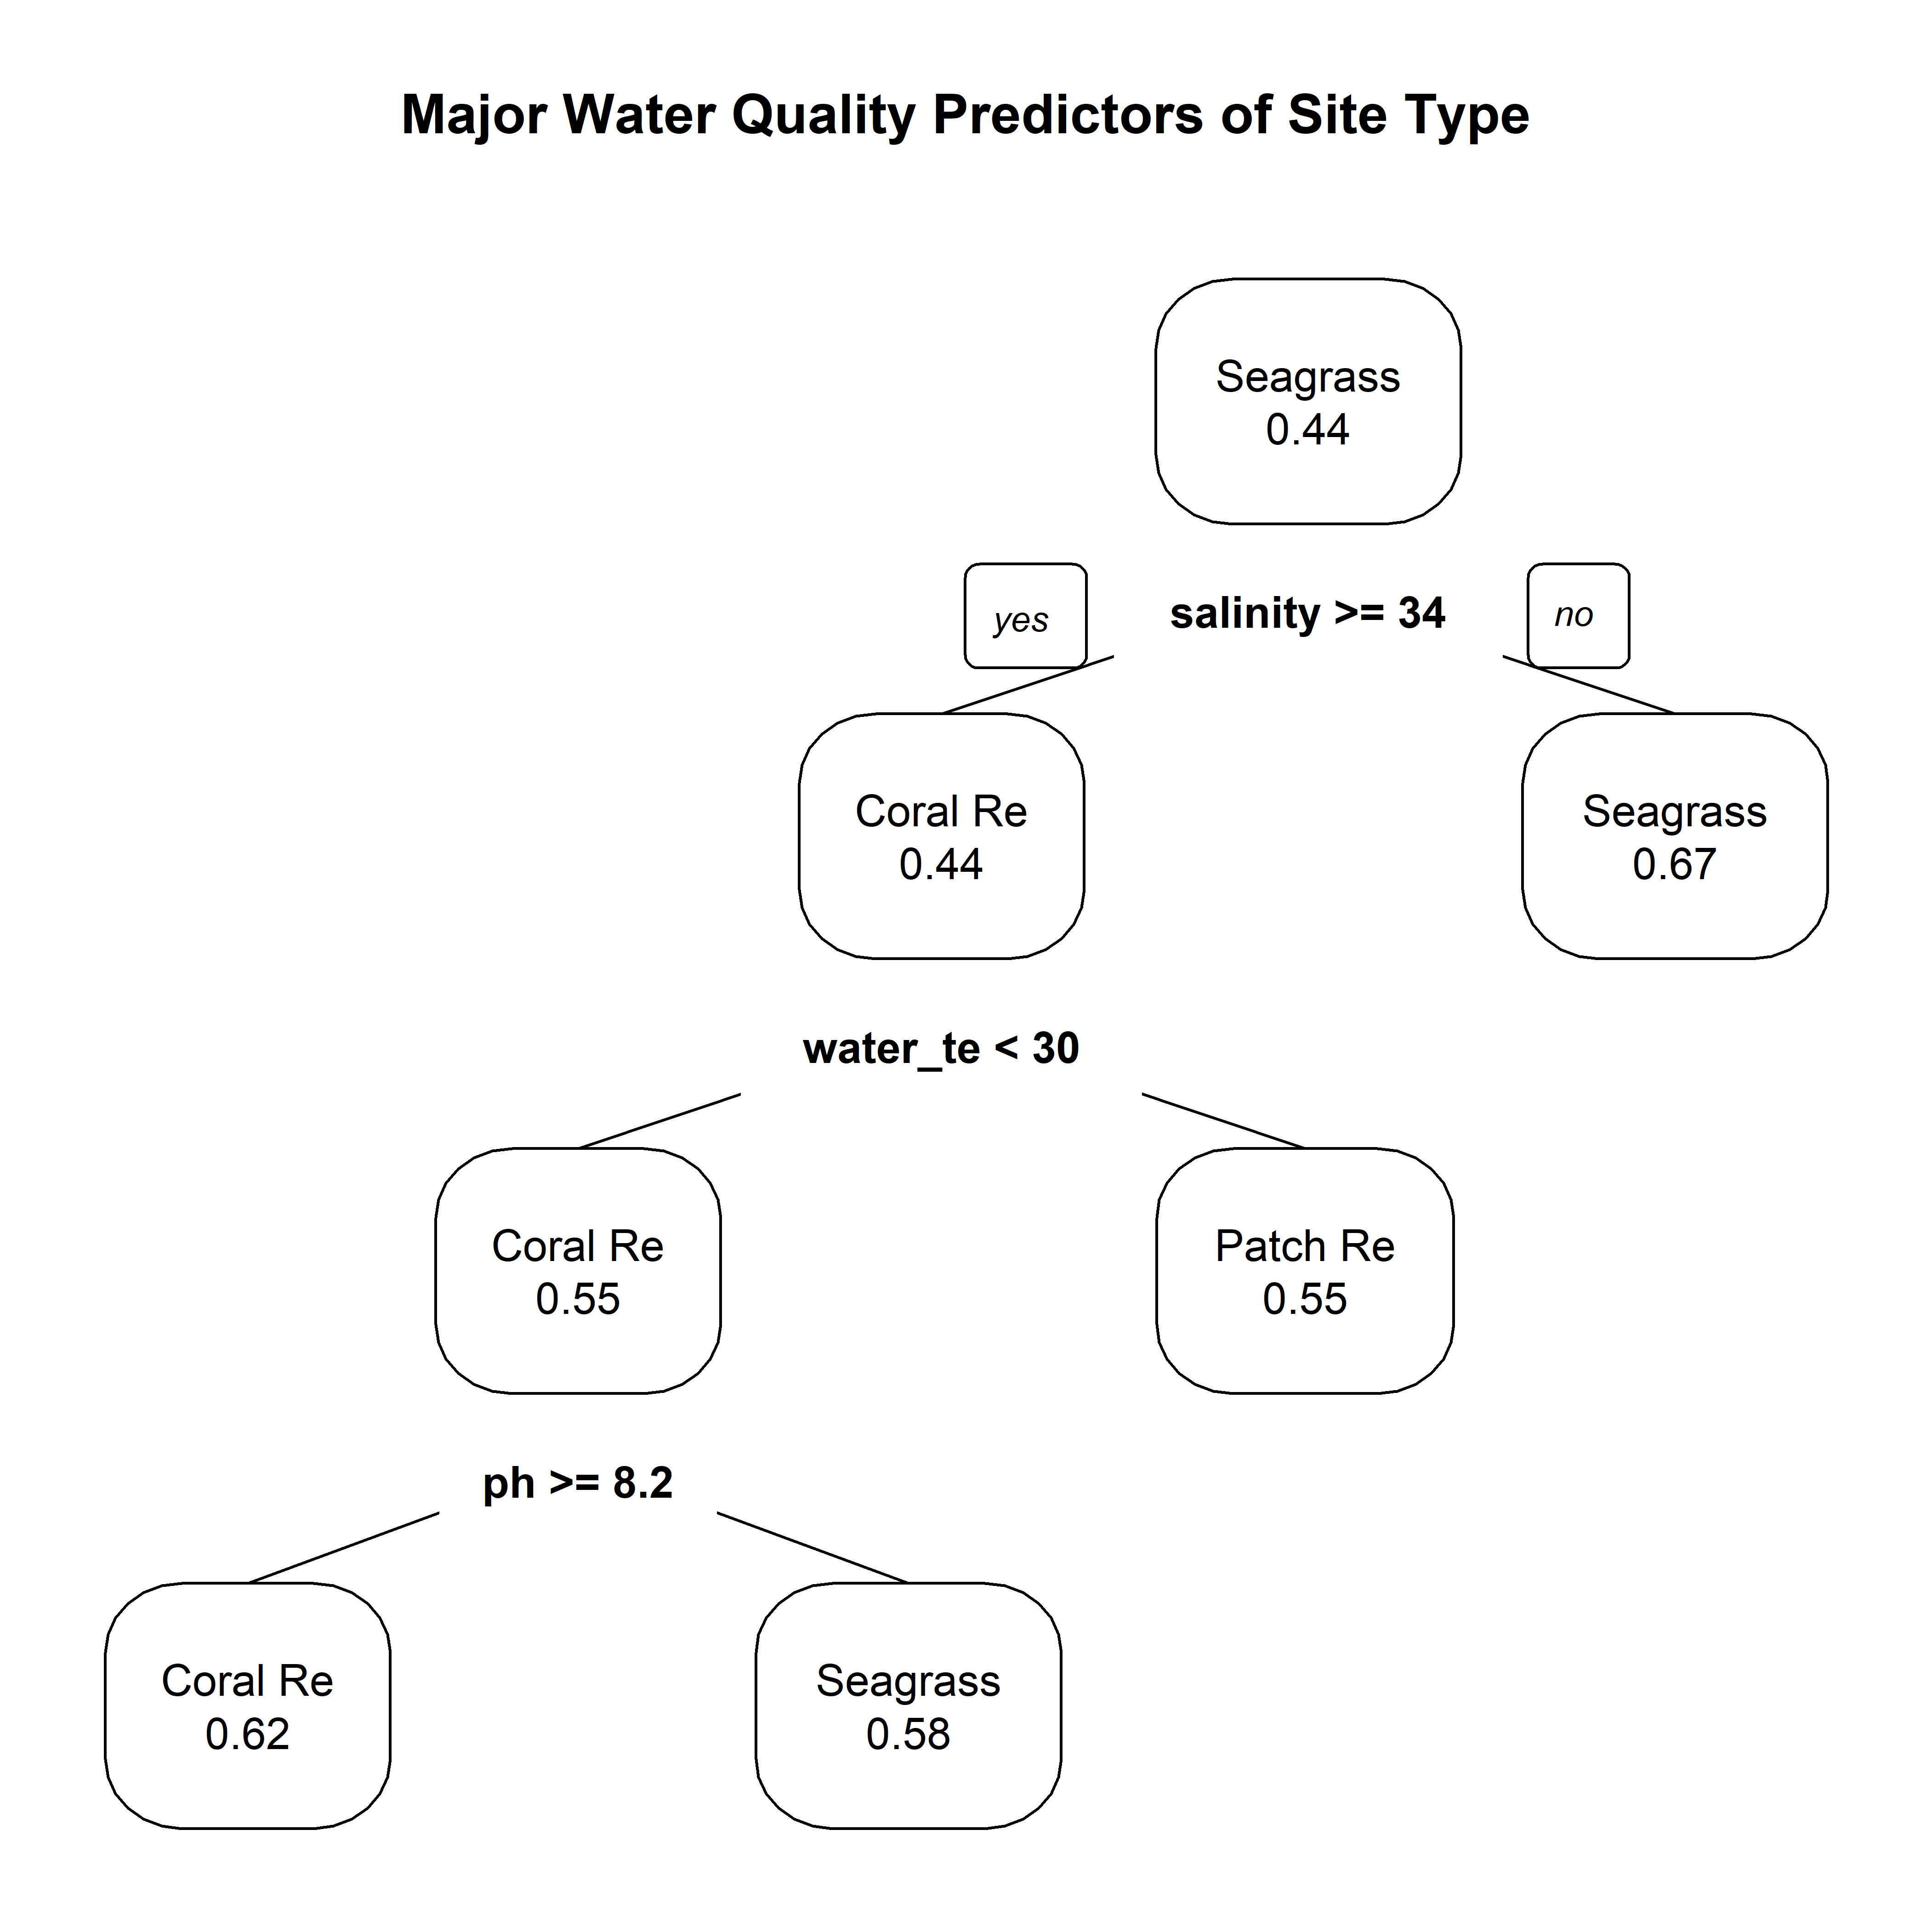 Major Water Quality Predictors of Site Type
Seagrass
0.44
yes
salinity >= 34
no
Coral Re
0.44
Seagrass
0.67
water_te < 30
Coral Re
0.55
Patch Re
0.55
ph >= 8.2
Coral Re
0.62
Seagrass
0.58